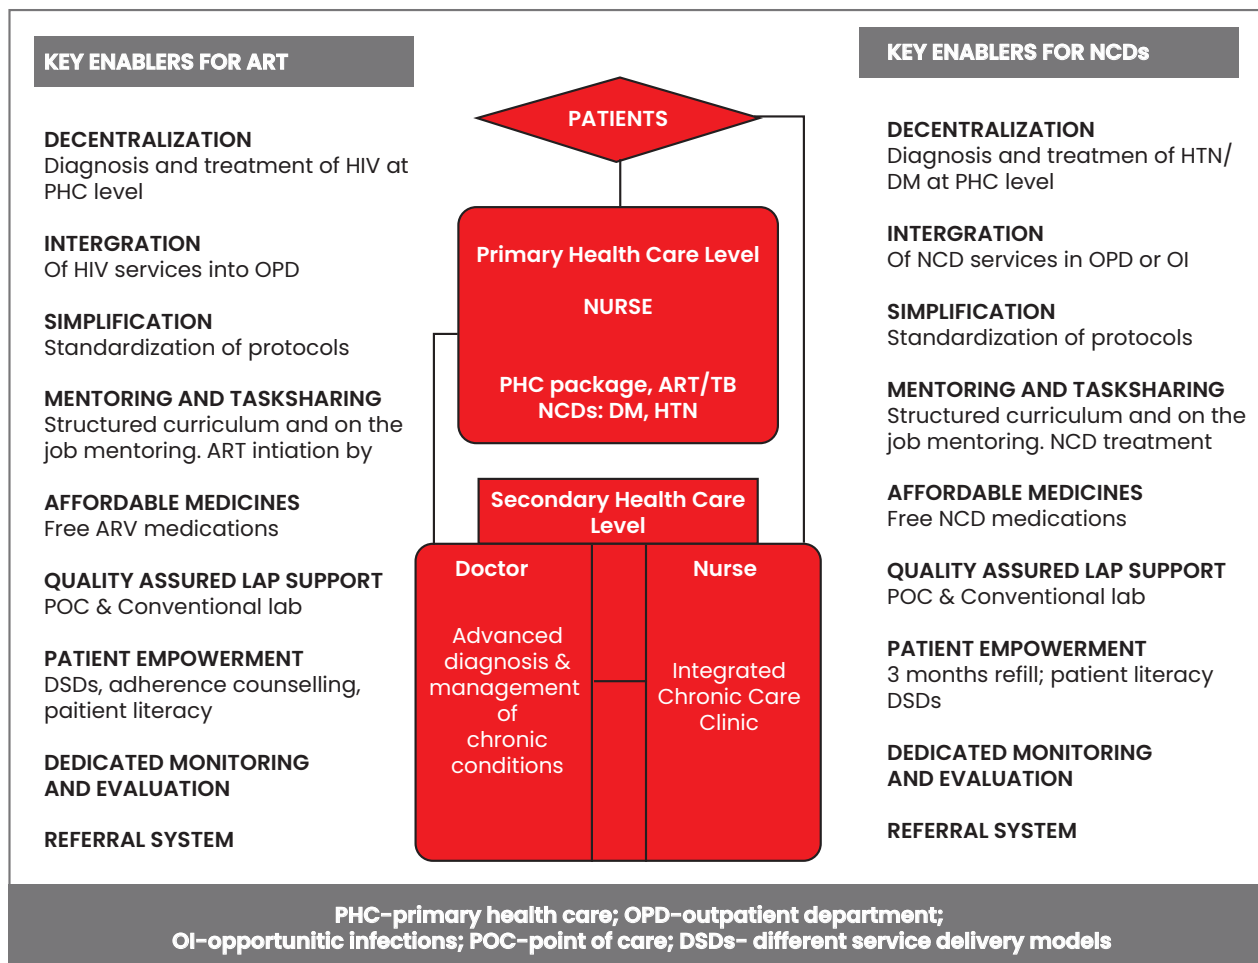 KEY ENABLERS FOR ART
DECENTRALIZATION
Diagnosis and treatment of HIV at
PHC level
INTERGRATION
Of HIV services into OPD
SIMPLIFICATION
Standardization of protocols
MENTORING AND TASKSHARING
Structured curriculum and on the
job mentoring. ART intiation by
AFFORDABLE MEDICINES
Free ARV medications
QUALITY ASSURED LAP SUPPORT
POC & Conventional lab
PATIENT EMPOWERMENT
DSDs, adherence counselling,
paitient literacy
DEDICATED MONITORING
AND EVALUATION
REFERRAL SYSTEM
PATIENTS
Primary Health Care Level
NURSE
PHC package, ART/TB
NCDs: DM, HTN
Secondary Health Care
Level
Doctor
Advanced
diagnosis &
management
of
chronic
conditions
Nurse
Integrated
Chronic Care
Clinic
KEY ENABLERS FOR NCDs
DECENTRALIZATION
Diagnosis and treatmen of HTN/
DM at PHC level
INTERGRATION
Of NCD services in OPD or OI
SIMPLIFICATION
Standardization of protocols
MENTORING AND TASKSHARING
Structured curriculum and on the
job mentoring. NCD treatment
AFFORDABLE MEDICINES
Free NCD medications
QUALITY ASSURED LAP SUPPORT
POC & Conventional lab
PATIENT EMPOWERMENT
3 months refill; patient literacy
DSDs
DEDICATED MONITORING
AND EVALUATION
REFERRAL SYSTEM
PHC-primary health care; OPD-outpatient department;
OI-opportunitic infections; POC-point of care; DSDs- different service delivery models